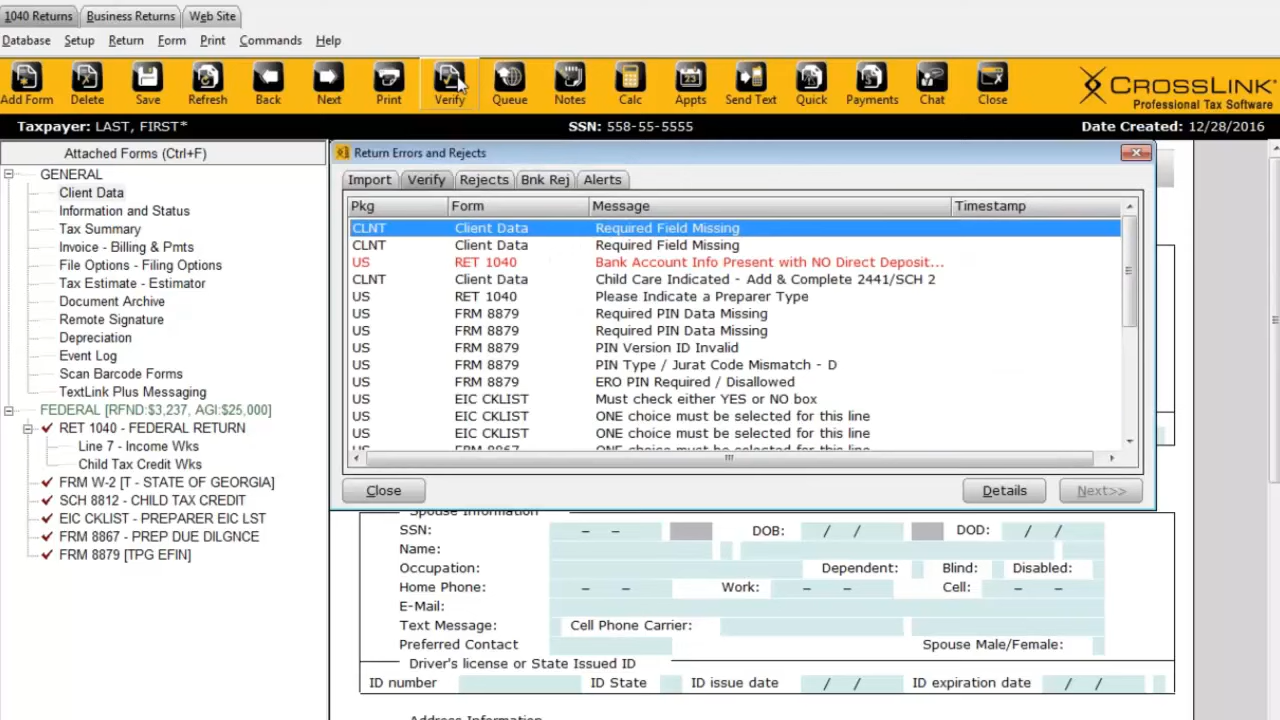 1040 Returns Business Returns Web Site
Database Setup Return Form Print Commands Help
Add Form Delete Save Refresh Back Next Print Verify Queue Notes Calc Appts Send Text Quick Payments Chat Close
CROSSLINK
Professional Tax Software
Taxpayer: LAST, FIRST* SSN: 558-55-5555 Date Created: 12/28/2016
Attached Forms (Ctrl+F)
GENERAL
Client Data
Information and Status
Tax Summary
Invoice - Billing & Pmts
File Options - Filing Options
Tax Estimate - Estimator
Document Archive
Remote Signature
Depreciation
Event Log
Scan Barcode Forms
TextLink Plus Messaging
FEDERAL [RFND:$3,237, AGI:$25,000]
RET 1040 - FEDERAL RETURN
Line 7 - Income Wks
Child Tax Credit Wks
FRM W-2 [T - STATE OF GEORGIA]
SCH 8812 - CHILD TAX CREDIT
EIC CKLIST - PREPARER EIC LST
FRM 8867 - PREP DUE DILGNCE
FRM 8879 [TPG EFIN]
Return Errors and Rejects
Import Verify Rejects Bnk Rej Alerts
Pkg Form Message Timestamp
CLNT Client Data Required Field Missing
CLNT Client Data Required Field Missing
US RET 1040 Bank Account Info Present with NO Direct Deposit...
CLNT Client Data Child Care Indicated - Add & Complete 2441/SCH 2
US RET 1040 Please Indicate a Preparer Type
US FRM 8879 Required PIN Data Missing
US FRM 8879 Required PIN Data Missing
US FRM 8879 PIN Version ID Invalid
US FRM 8879 PIN Type / Jurat Code Mismatch - D
US FRM 8879 ERO PIN Required / Disallowed
US EIC CKLIST Must check either YES or NO box
US EIC CKLIST ONE choice must be selected for this line
US EIC CKLIST ONE choice must be selected for this line
US FRM 8867 ONE choice must be selected for this line
Close Details Next>>
Spouse Information
SSN: - - DOB: / / DOD: / /
Name:
Occupation: Dependent: Blind: Disabled:
Home Phone: - - Work: - - Cell: - -
E-Mail:
Text Message: Cell Phone Carrier:
Preferred Contact Spouse Male/Female:
Driver's license or State Issued ID
ID number ID State ID issue date / / ID expiration date / /
Address Information